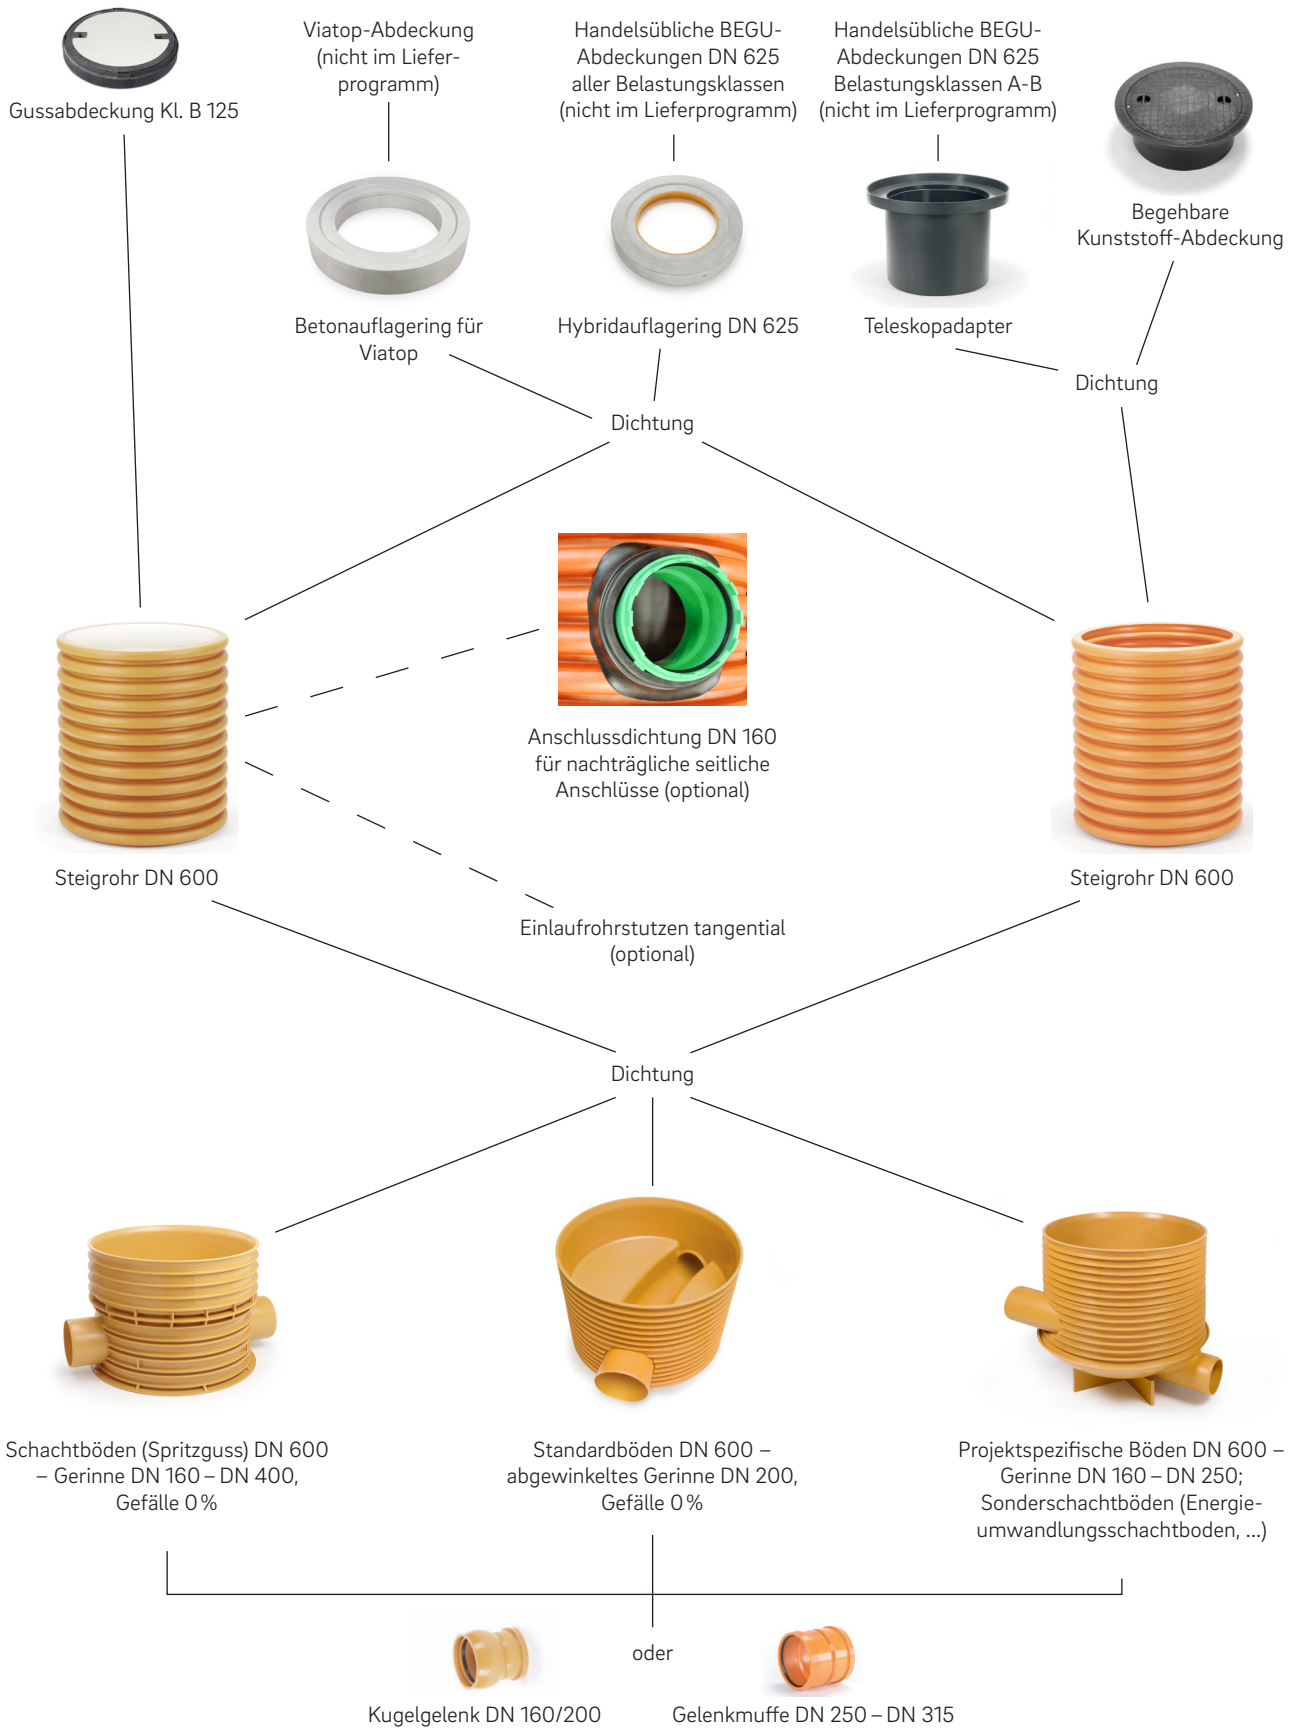 Gussabdeckung Kl. B 125
Viatop-Abdeckung
(nicht im Liefer-
programm)
Handelsübliche BEGU-
Abdeckungen DN 625
aller Belastungsklassen
(nicht im Lieferprogramm)
Handelsübliche BEGU-
Abdeckungen DN 625
Belastungsklassen A-B
(nicht im Lieferprogramm)
Begehbare
Kunststoff-Abdeckung
Betonauflagering für
Viatop
Hybridauflagering DN 625
Teleskopadapter
Dichtung
Dichtung
Anschlussdichtung DN 160
für nachträgliche seitliche
Anschlüsse (optional)
Steigrohr DN 600
Steigrohr DN 600
Einlaufrohrstutzen tangential
(optional)
Dichtung
Schachtböden (Spritzguss) DN 600
– Gerinne DN 160 – DN 400,
Gefälle 0 %
Standardböden DN 600 –
abgewinkeltes Gerinne DN 200,
Gefälle 0 %
Projektspezifische Böden DN 600 –
Gerinne DN 160 – DN 250;
Sonderschachtböden (Energie-
umwandlungsschachtboden, ...)
oder
Kugelgelenk DN 160/200
Gelenkmuffe DN 250 – DN 315